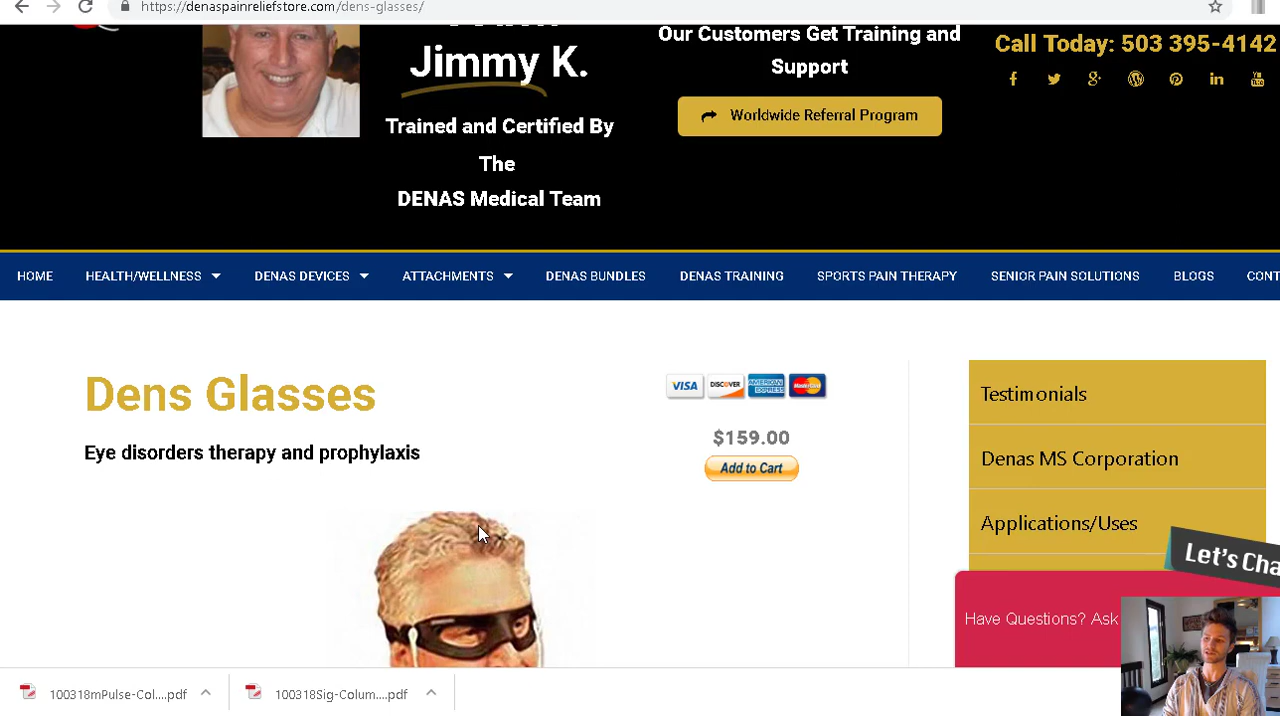 https://denaspainreliefstore.com/dens-glasses/
Jimmy K.
Trained and Certified By
The
DENAS Medical Team
Our Customers Get Training and
Support
Worldwide Referral Program
Call Today: 503 395-4142
HOME HEALTH/WELLNESS DENAS DEVICES ATTACHMENTS DENAS BUNDLES DENAS TRAINING SPORTS PAIN THERAPY SENIOR PAIN SOLUTIONS BLOGS CONT
Dens Glasses
Eye disorders therapy and prophylaxis
VISA DISCOVER AMERICAN EXPRESS MasterCard
$159.00
Add to Cart
Testimonials
Denas MS Corporation
Applications/Uses
Let's Cha
Have Questions? Ask
100318mPulse-Col....pdf
100318Sig-Colum....pdf